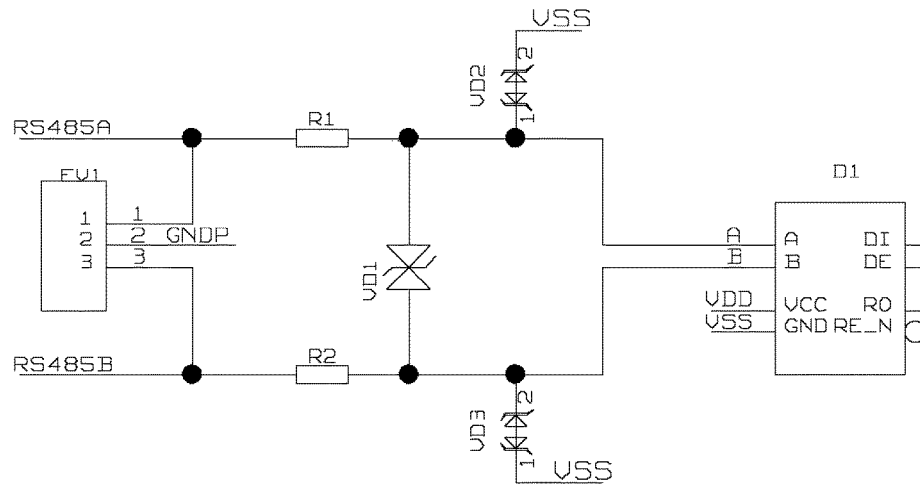 VSS
2
VD2
1
RS485A
R1
FV1
D1
1 1
2 2 GNDP
3 3
VD1
A A DI
B B DE
VDD VCC RO
VSS GND RE_N
RS485B
R2
2
VD3
1
VSS